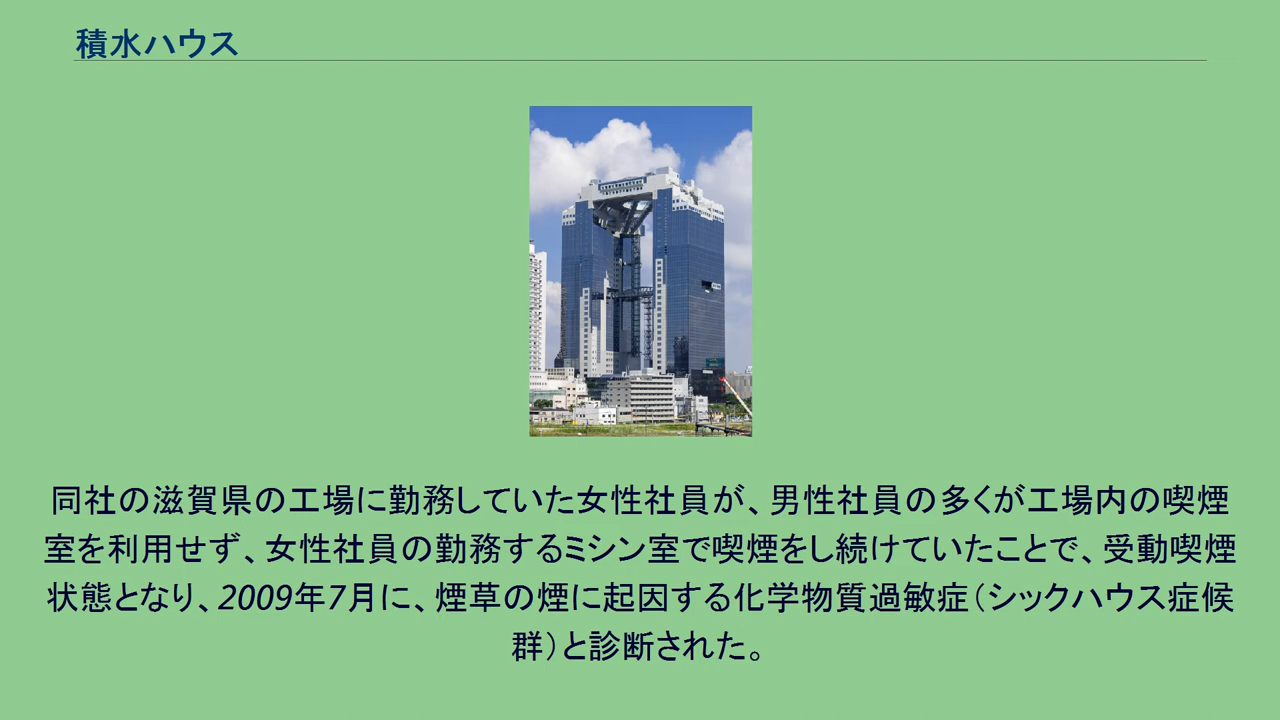 積水ハウス
同社の滋賀県の工場に勤務していた女性社員が、男性社員の多くが工場内の喫煙
室を利用せず、女性社員の勤務するミシン室で喫煙をし続けていたことで、受動喫煙
状態となり、2009年7月に、煙草の煙に起因する化学物質過敏症（シックハウス症候
群）と診断された。